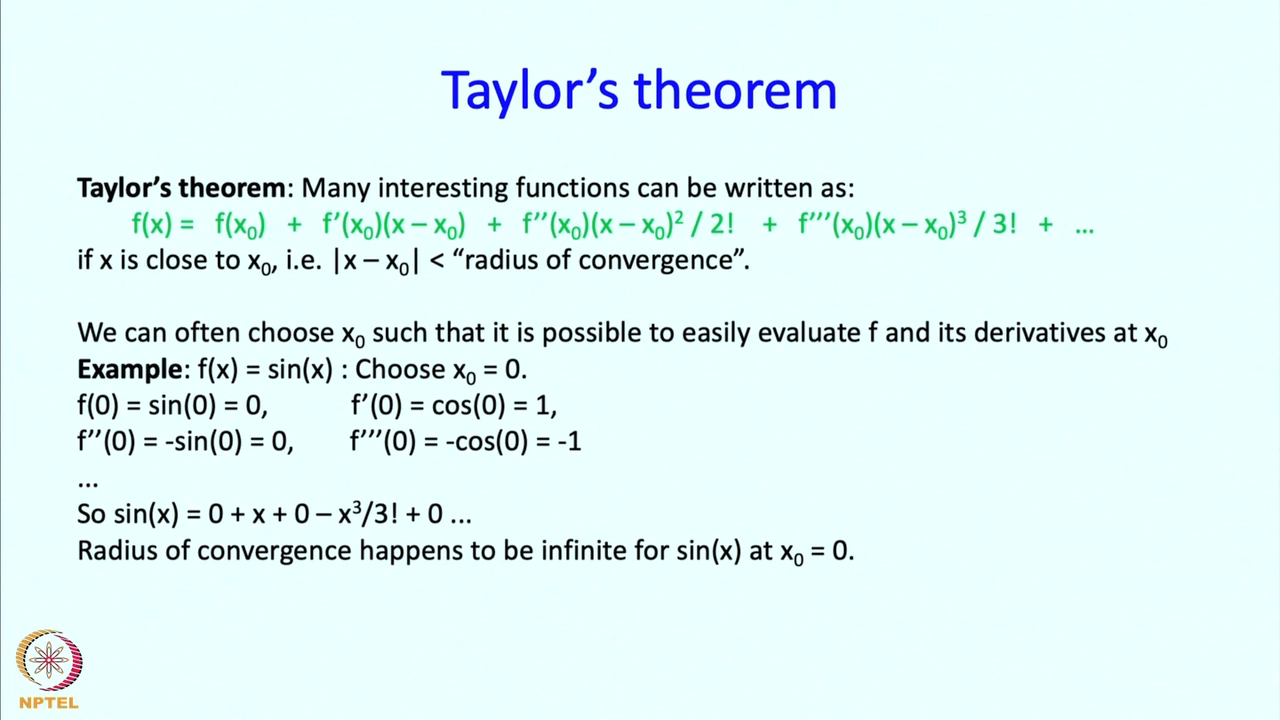 Taylor’s theorem
Taylor’s theorem: Many interesting functions can be written as:
f(x) = f(x₀) + f′(x₀)(x – x₀) + f′′(x₀)(x – x₀)² / 2! + f′′′(x₀)(x – x₀)³ / 3! + ...
if x is close to x₀, i.e. |x – x₀| < “radius of convergence”.
We can often choose x₀ such that it is possible to easily evaluate f and its derivatives at x₀
Example: f(x) = sin(x) : Choose x₀ = 0.
f(0) = sin(0) = 0, f′(0) = cos(0) = 1,
f′′(0) = -sin(0) = 0, f′′′(0) = -cos(0) = -1
...
So sin(x) = 0 + x + 0 – x³/3! + 0 ...
Radius of convergence happens to be infinite for sin(x) at x₀ = 0.
NPTEL